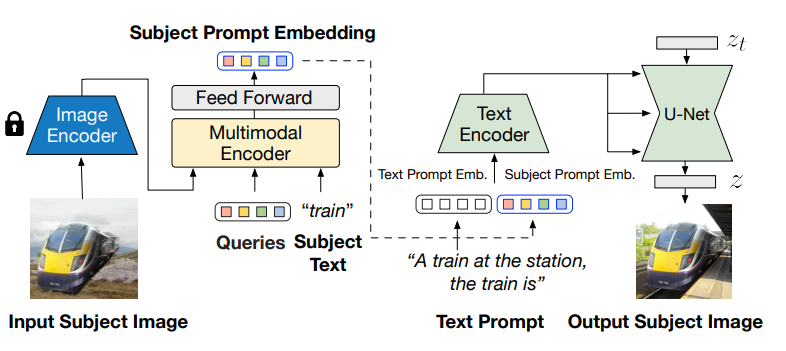 Subject Prompt Embedding
Feed Forward
Multimodal
Encoder
Image
Encoder
Queries
“train”
Subject
Text
Input Subject Image
Text
Encoder
Text Prompt Emb.
Subject Prompt Emb.
“A train at the station,
the train is”
Text Prompt
z_t
U-Net
z
Output Subject Image